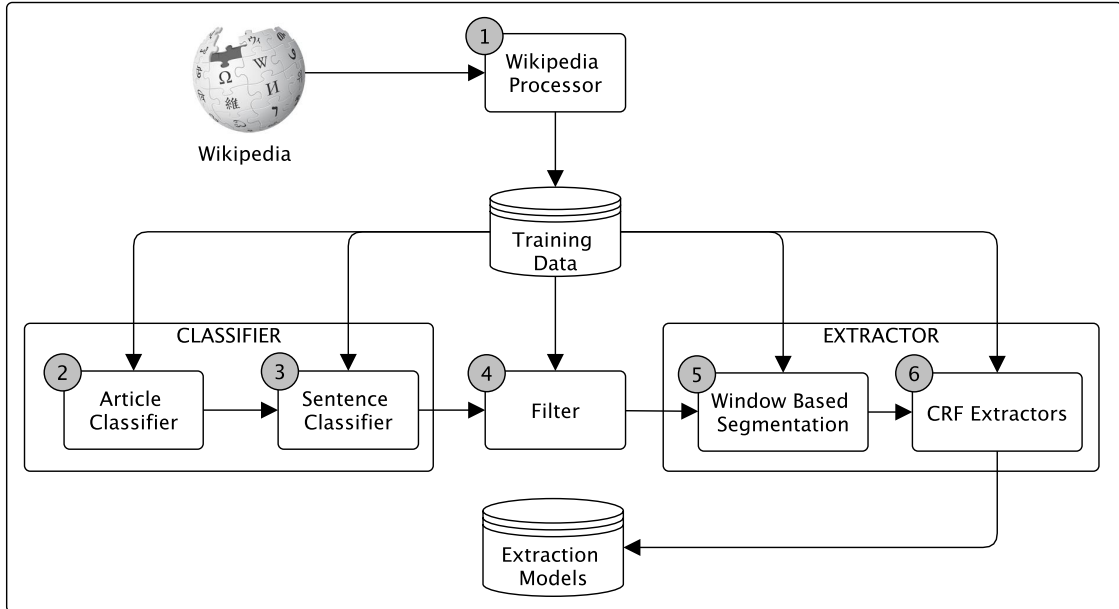 1
Wikipedia
Processor
Ω
W
И
維
Wikipedia
Training
Data
CLASSIFIER
EXTRACTOR
2
Article
Classifier
3
Sentence
Classifier
4
Filter
5
Window Based
Segmentation
6
CRF Extractors
Extraction
Models